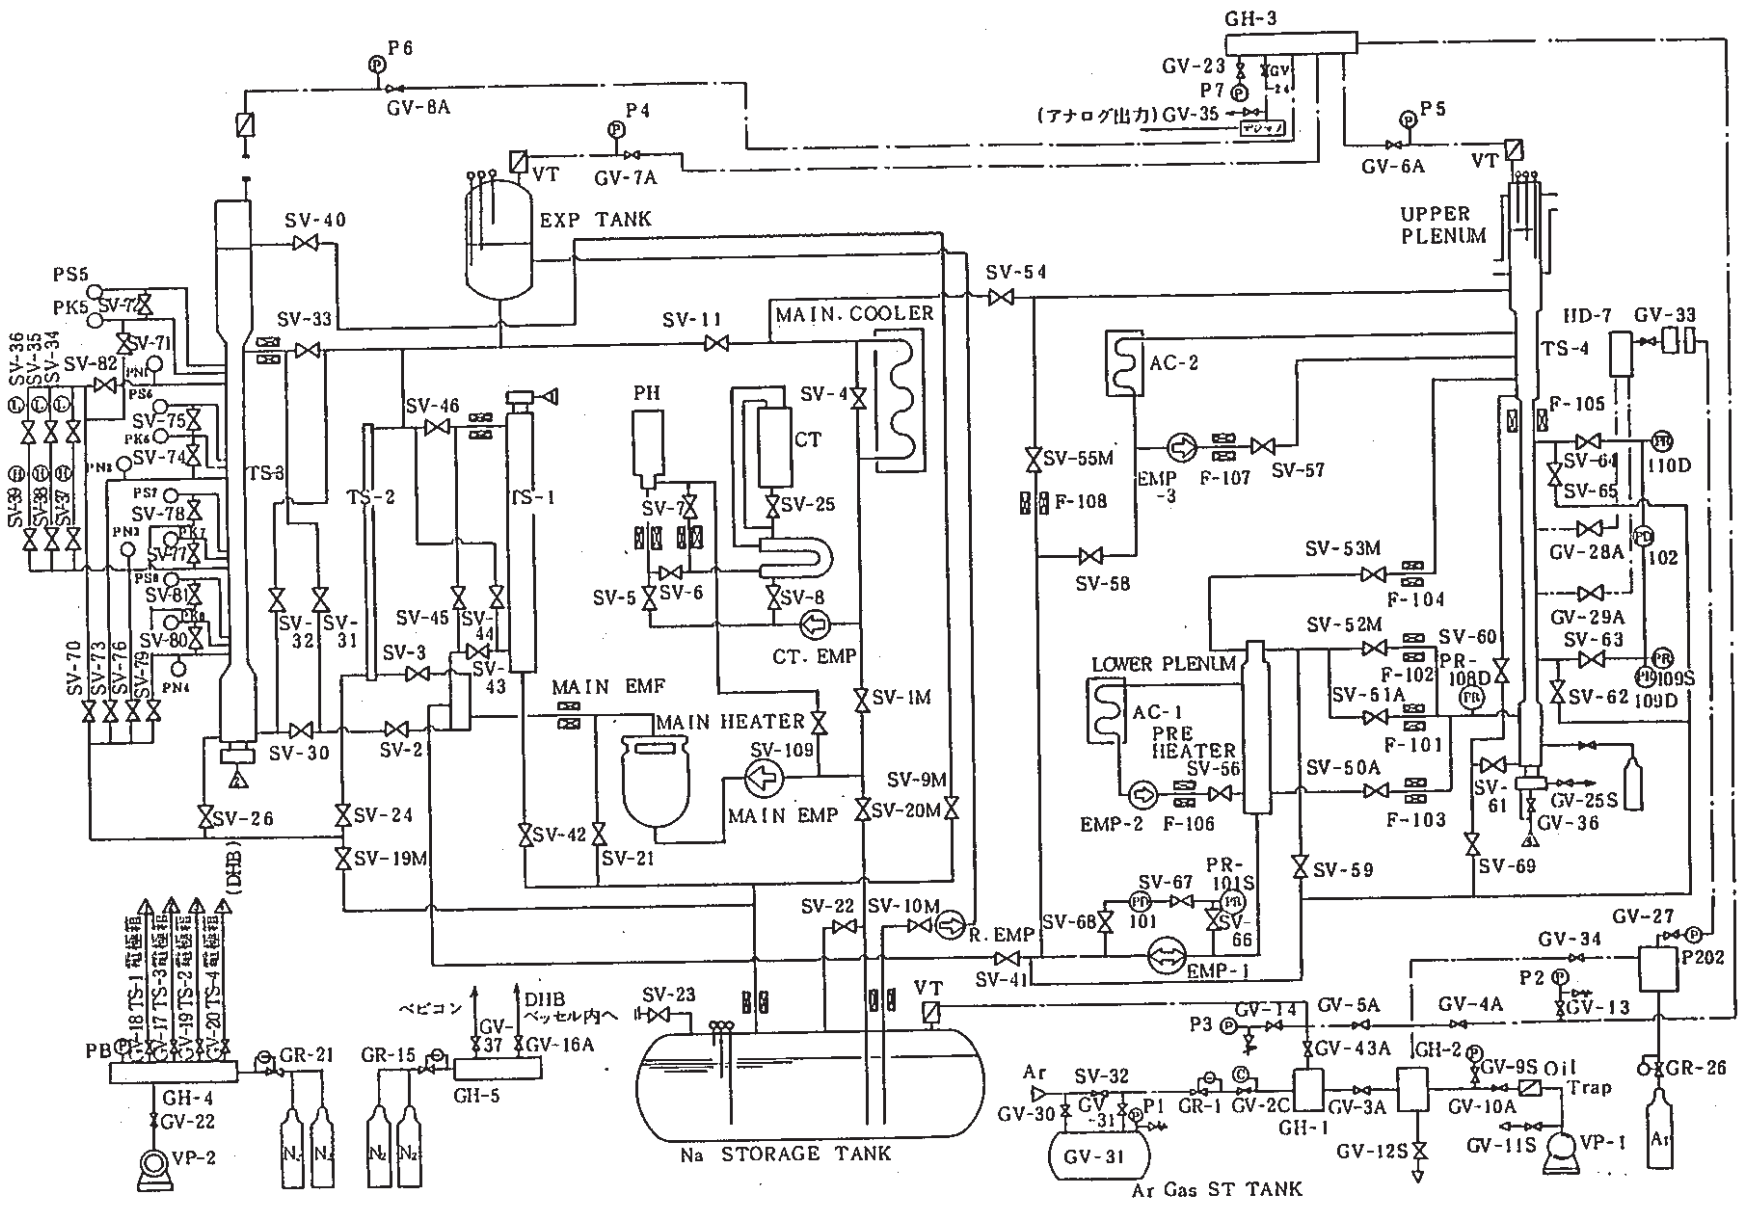 GH-3
P6
GV-23
GV
-24
P7
GV-8A
(アナログ出力)
GV-35
P4
P5
VT
GV-7A
GV-6A
VT
EXP TANK
UPPER
PLENUM
SV-40
SV-54
PS5
PK5
SV-33
SV-11
MAIN. COOLER
HD-7
GV-33
SV-36
SV-35
SV-34
SV-82
SV-71
PN1
PS6
TS-4
AC-2
SV-46
PH
SV-4
F-105
SV-75
PK6
SV-74
CT
TS-3
SV-55M
EMP
-3
F-107
SV-57
SV-64
110D
SV-65
SV-39
SV-38
SV-37
PS7
SV-78
TS-2
TS-1
SV-7
SV-25
F-108
GV-28A
102
PK7
SV-77
PS8
SV-81
SV-53M
SV-58
SV-5
SV-6
SV-8
F-104
GV-29A
SV-80
SV-32
SV-31
SV-45
SV-44
SV-43
SV-3
CT. EMP
SV-52M
SV-60
SV-63
SV-70
SV-73
SV-76
SV-79
PN4
LOWER PLENUM
F-102
PR-
108D
109S
109D
SV-62
MAIN HEATER
SV-1M
AC-1
PRE
HEATER
SV-51A
F-101
SV-30
SV-2
SV-109
SV-56
SV-50A
SV-61
SV-26
SV-24
MAIN EMP
SV-9M
SV-20M
EMP-2
F-106
F-103
GV-25S
GV-36
SV-42
SV-21
SV-19M
(DHB)
PR-
101S
SV-59
SV-69
SV-67
SV-22
SV-10M
R. EMP
SV-68
101
SV-66
GV-27
GV-34
P202
SV-41
EMP-1
GV-18 TS-1 電極箱
GV-17 TS-3 電極箱
GV-19 TS-2 電極箱
GV-20 TS-4 電極箱
ベビコン
DHB
ベッセル内へ
SV-23
VT
GV-14
GV-5A
GV-4A
P2
GV-13
P3
PB
GR-21
GR-15
GV-37
GV-16A
GV-43A
GH-2
GV-9S
Oil
Trap
GR-26
GH-4
GH-5
Ar
SV-32
GV-30
GV
-31
P1
GR-1
GV-2C
GV-3A
GV-10A
GH-1
GV-22
VP-2
N₂
N₂
Na STORAGE TANK
GV-31
GV-12S
GV-11S
VP-1
Ar
Ar Gas ST TANK